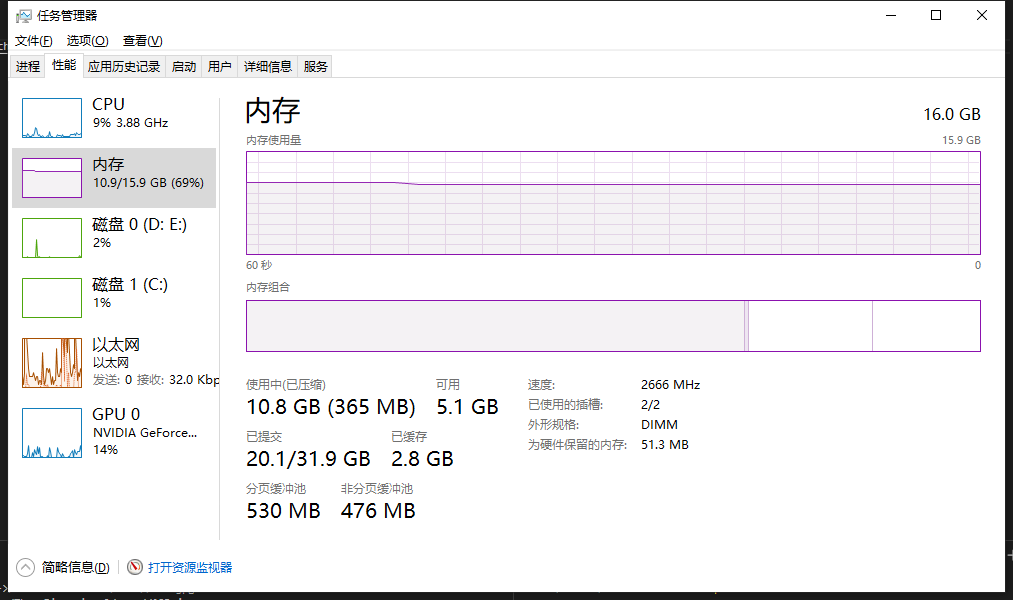 任务管理器
文件(F) 选项(O) 查看(V)
进程 性能 应用历史记录 启动 用户 详细信息 服务
CPU
9% 3.88 GHz
内存
10.9/15.9 GB (69%)
磁盘 0 (D: E:)
2%
磁盘 1 (C:)
1%
以太网
以太网
发送: 0 接收: 32.0 Kbp
GPU 0
NVIDIA GeForce...
14%
内存 16.0 GB
内存使用量 15.9 GB
60 秒 0
内存组合
使用中(已压缩) 可用
10.8 GB (365 MB) 5.1 GB
已提交 已缓存
20.1/31.9 GB 2.8 GB
分页缓冲池 非分页缓冲池
530 MB 476 MB
速度: 2666 MHz
已使用的插槽: 2/2
外形规格: DIMM
为硬件保留的内存: 51.3 MB
简略信息(D) 打开资源监视器